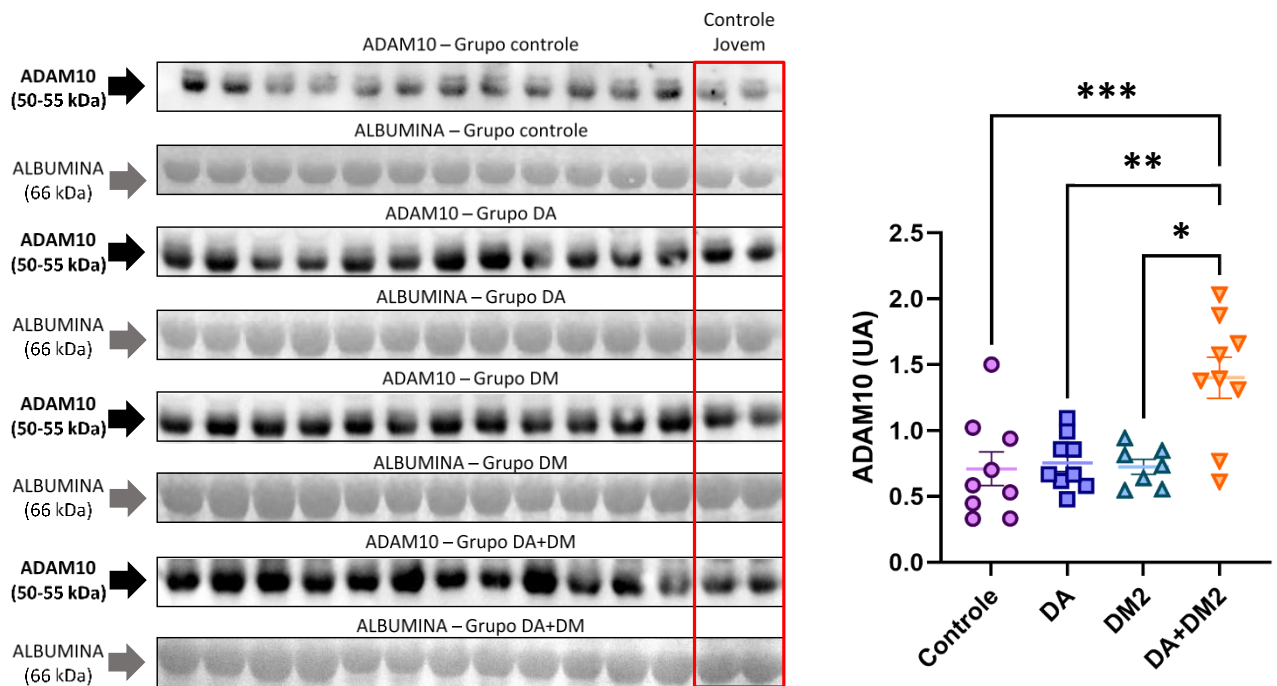 Controle
Jovem
ADAM10 – Grupo controle
ADAM10
(50-55 kDa)
ALBUMINA – Grupo controle
ALBUMINA
(66 kDa)
ADAM10 – Grupo DA
ADAM10
(50-55 kDa)
ALBUMINA – Grupo DA
ALBUMINA
(66 kDa)
ADAM10 – Grupo DM
ADAM10
(50-55 kDa)
ALBUMINA – Grupo DM
ALBUMINA
(66 kDa)
ADAM10 – Grupo DA+DM
ADAM10
(50-55 kDa)
ALBUMINA – Grupo DA+DM
ALBUMINA
(66 kDa)
***
**
*
ADAM10 (UA)
2.5
2.0
1.5
1.0
0.5
0.0
Controle
DA
DM2
DA+DM2